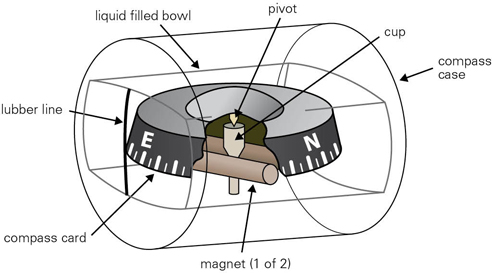 liquid filled bowl
pivot
cup
compass
case
lubber line
E
N
compass card
magnet (1 of 2)